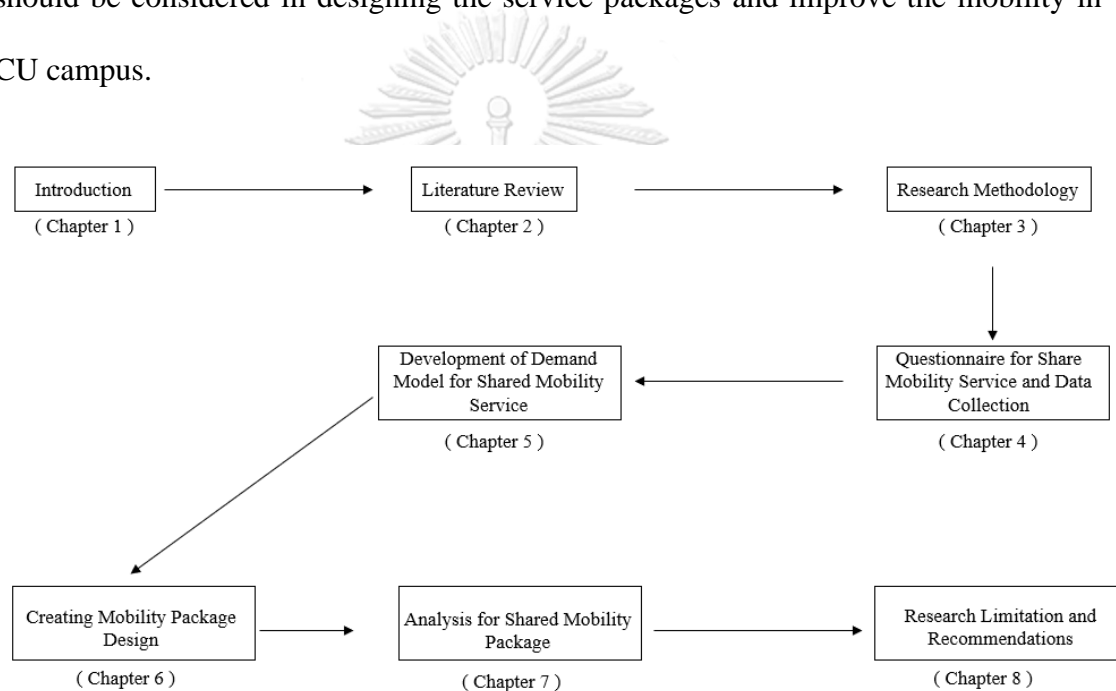 should be considered in designing the service packages and improve the mobility in
CU campus.
Introduction
( Chapter 1 )
Literature Review
( Chapter 2 )
Research Methodology
( Chapter 3 )
Questionnaire for Share
Mobility Service and Data
Collection
( Chapter 4 )
Development of Demand
Model for Shared Mobility
Service
( Chapter 5 )
Creating Mobility Package
Design
( Chapter 6 )
Analysis for Shared Mobility
Package
( Chapter 7 )
Research Limitation and
Recommendations
( Chapter 8 )